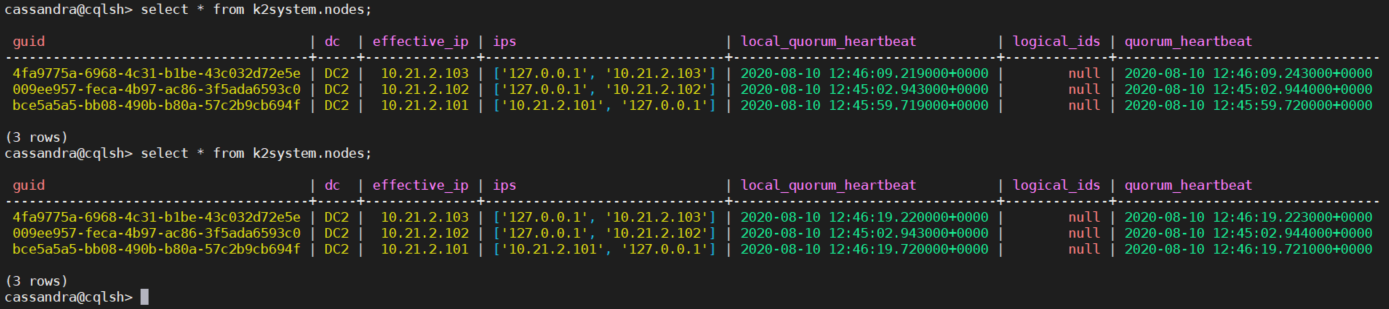 cassandra@cqlsh> select * from k2system.nodes;
guid | dc | effective_ip | ips | local_quorum_heartbeat | logical_ids | quorum_heartbeat
--------------------------------------+-----+--------------+-----------------------------+---------------------------------+-------------+---------------------------------
4fa9775a-6968-4c31-b1be-43c032d72e5e | DC2 | 10.21.2.103 | ['127.0.0.1', '10.21.2.103'] | 2020-08-10 12:46:09.219000+0000 | null | 2020-08-10 12:46:09.243000+0000
009ee957-feca-4b97-ac86-3f5ada6593c0 | DC2 | 10.21.2.102 | ['127.0.0.1', '10.21.2.102'] | 2020-08-10 12:45:02.943000+0000 | null | 2020-08-10 12:45:02.944000+0000
bce5a5a5-bb08-490b-b80a-57c2b9cb694f | DC2 | 10.21.2.101 | ['10.21.2.101', '127.0.0.1'] | 2020-08-10 12:45:59.719000+0000 | null | 2020-08-10 12:45:59.720000+0000
(3 rows)
cassandra@cqlsh> select * from k2system.nodes;
guid | dc | effective_ip | ips | local_quorum_heartbeat | logical_ids | quorum_heartbeat
--------------------------------------+-----+--------------+-----------------------------+---------------------------------+-------------+---------------------------------
4fa9775a-6968-4c31-b1be-43c032d72e5e | DC2 | 10.21.2.103 | ['127.0.0.1', '10.21.2.103'] | 2020-08-10 12:46:19.220000+0000 | null | 2020-08-10 12:46:19.223000+0000
009ee957-feca-4b97-ac86-3f5ada6593c0 | DC2 | 10.21.2.102 | ['127.0.0.1', '10.21.2.102'] | 2020-08-10 12:45:02.943000+0000 | null | 2020-08-10 12:45:02.944000+0000
bce5a5a5-bb08-490b-b80a-57c2b9cb694f | DC2 | 10.21.2.101 | ['10.21.2.101', '127.0.0.1'] | 2020-08-10 12:46:19.720000+0000 | null | 2020-08-10 12:46:19.721000+0000
(3 rows)
cassandra@cqlsh>